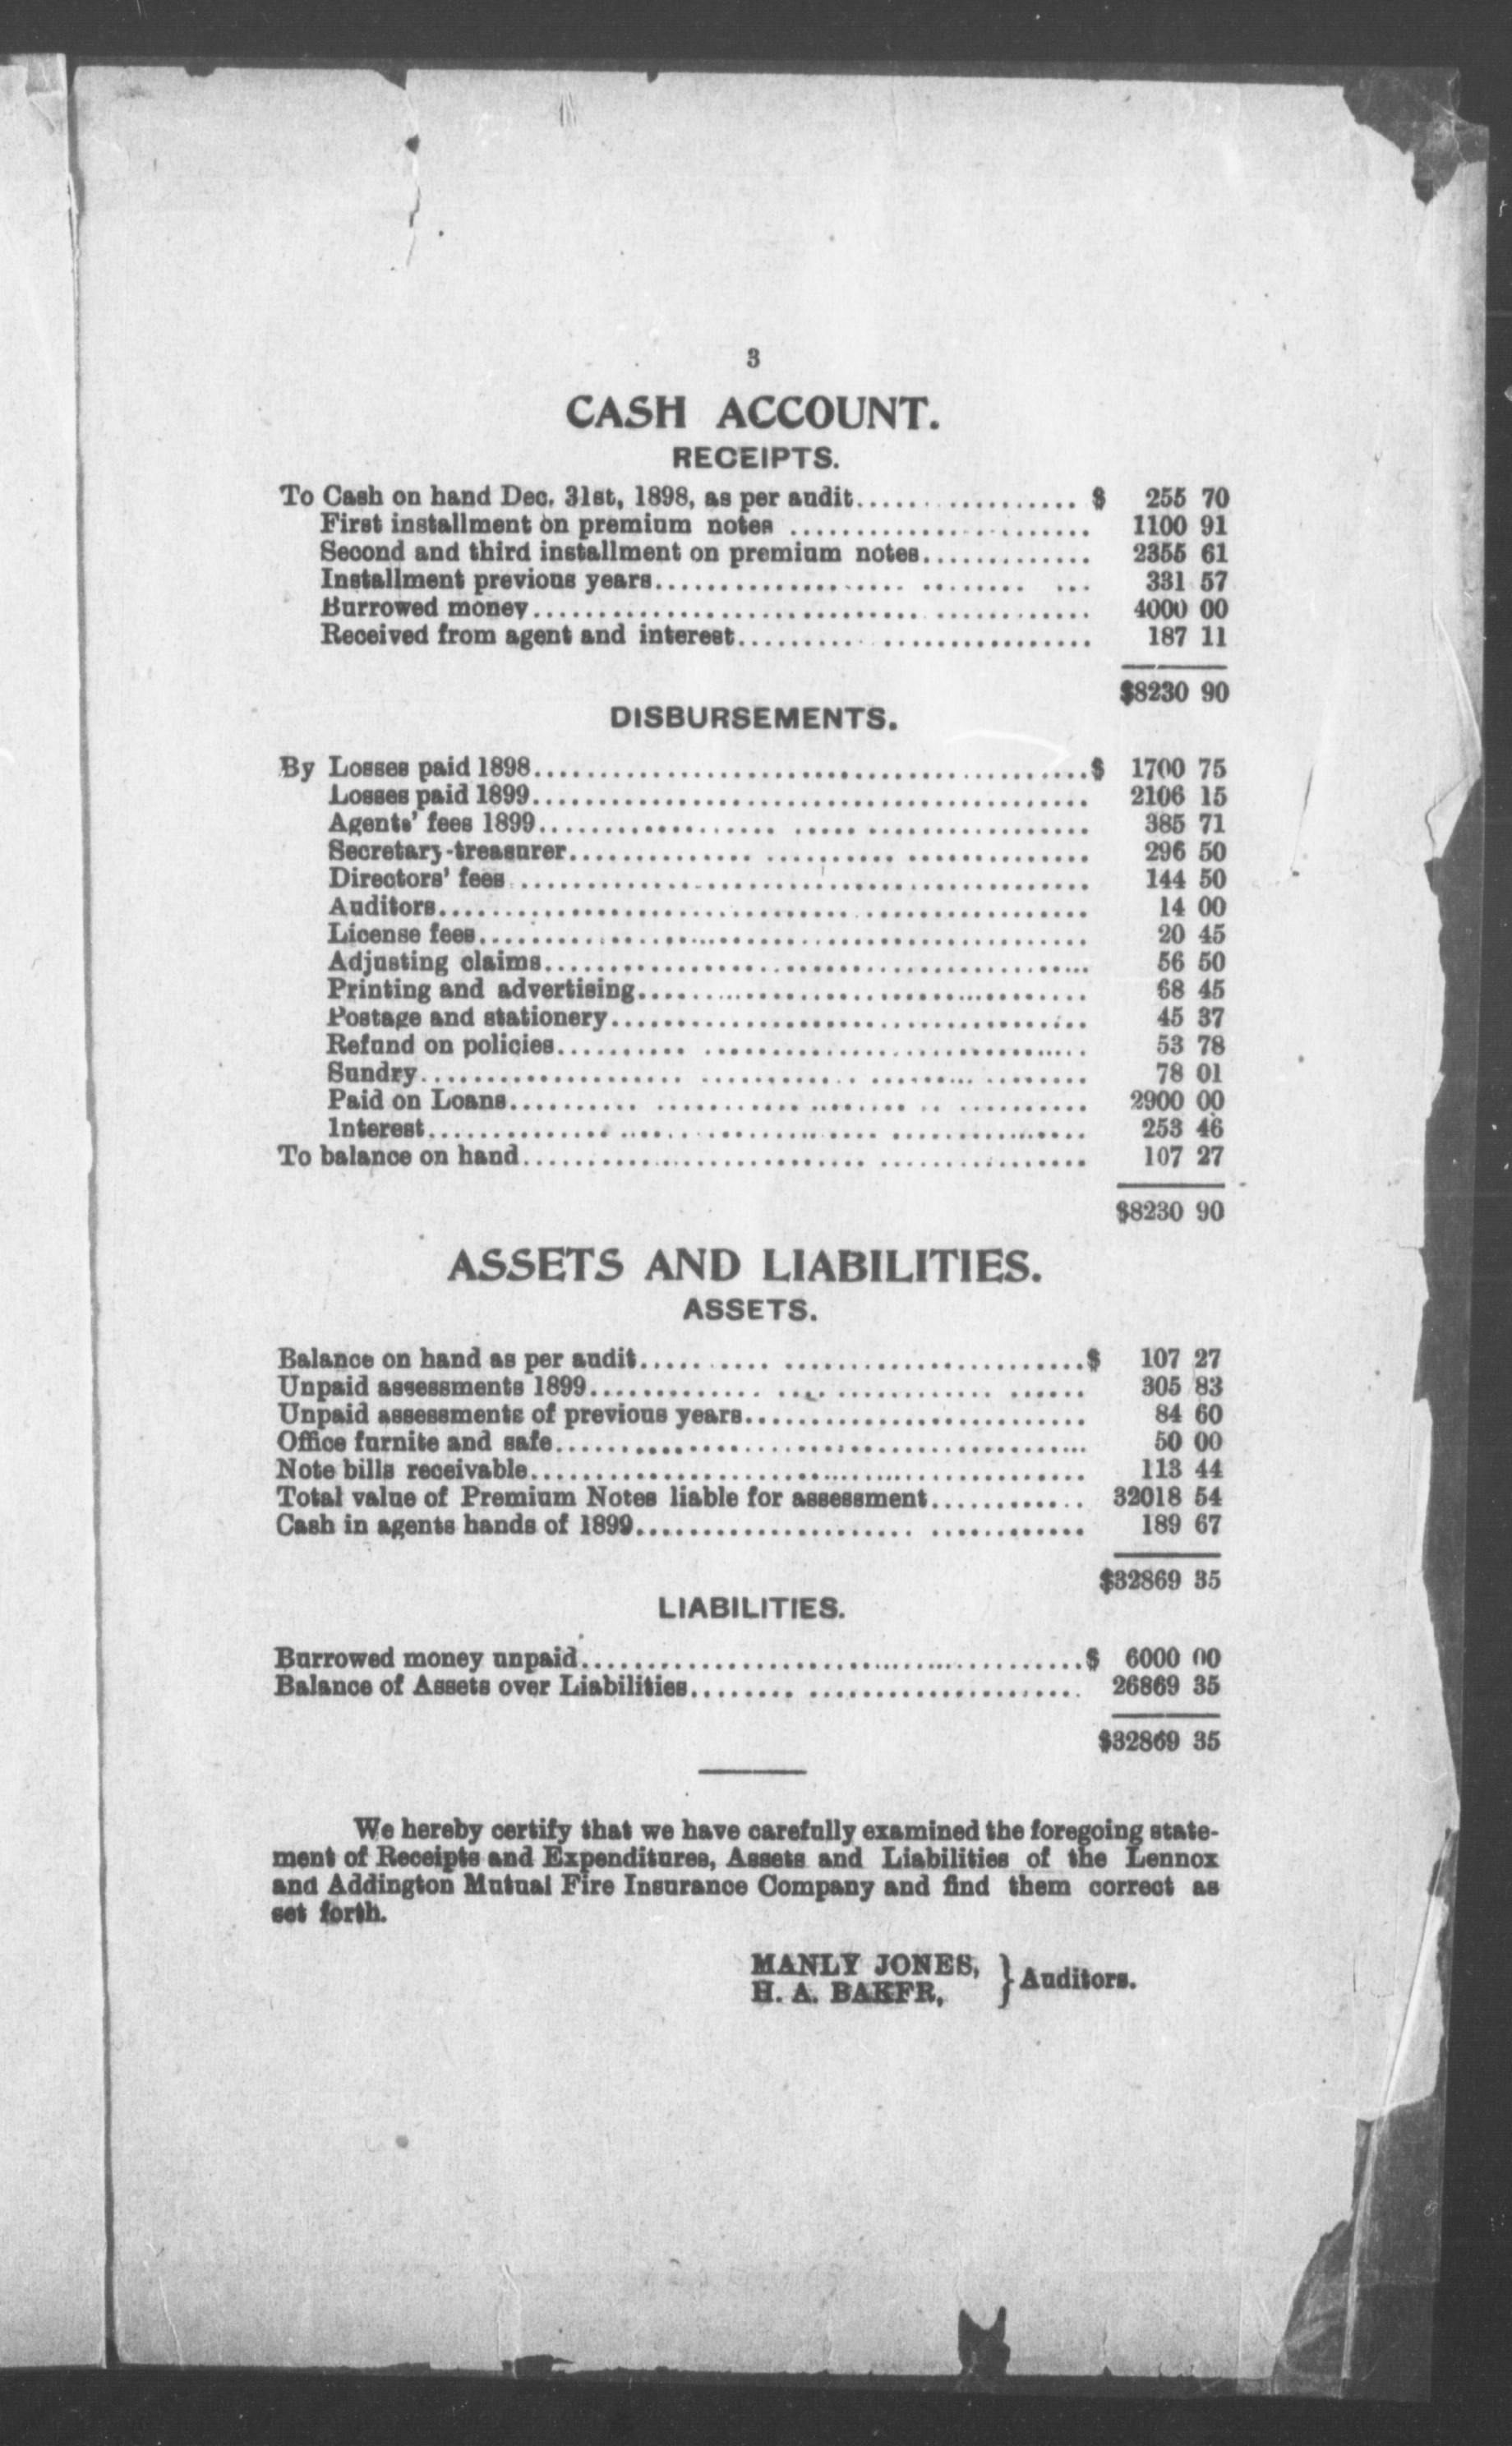 3
CASH ACCOUNT.
RECEIPTS.
To Cash on hand Dec. 31st, 1898, as per audit.................... $ 255 70
First installment on premium notes ........................ 1100 91
Second and third installment on premium notes............. 2355 61
Installment previous years................... ........ ... 331 57
Burrowed money.......................................... 4000 00
Received from agent and interest........................... 187 11
$8230 90
DISBURSEMENTS.
By Losses paid 1898...........................................$ 1700 75
Losses paid 1899........................................... 2106 15
Agents' fees 1899.................. ..... ................. 385 71
Secretary-treasurer.............. .......... .............. 296 50
Directors' fees ............................................ 144 50
Auditors................................................. 14 00
License fees............................................... 20 45
Adjusting claims.......................................... 56 50
Printing and advertising................................... 68 45
Postage and stationery..................................... 45 37
Refund on policies.......... ............................. 53 78
Sundry.................... ............ ........ ........ 78 01
Paid on Loans.......... ........... ........ .. .......... 2900 00
Interest.............. .... ............. ............... 253 46
To balance on hand.......................... ................ 107 27
$8230 90
ASSETS AND LIABILITIES.
ASSETS.
Balance on hand as per audit.......... .......................$ 107 27
Unpaid assessments 1899............. .... ............ ...... 305 83
Unpaid assessments of previous years.......................... 84 60
Office furnite and safe......................................... 50 00
Note bills receivable........................................... 113 44
Total value of Premium Notes liable for assessment............ 32018 54
Cash in agents hands of 1899..................... ............ 189 67
$32869 35
LIABILITIES.
Burrowed money unpaid.......................................$ 6000 00
Balance of Assets over Liabilities........ ..................... 26869 35
$32869 35
We hereby certify that we have carefully examined the foregoing state-
ment of Receipts and Expenditures, Assets and Liabilities of the Lennox
and Addington Mutual Fire Insurance Company and find them correct as
set forth.
MANLY JONES, } Auditors.
H. A. BAKER,